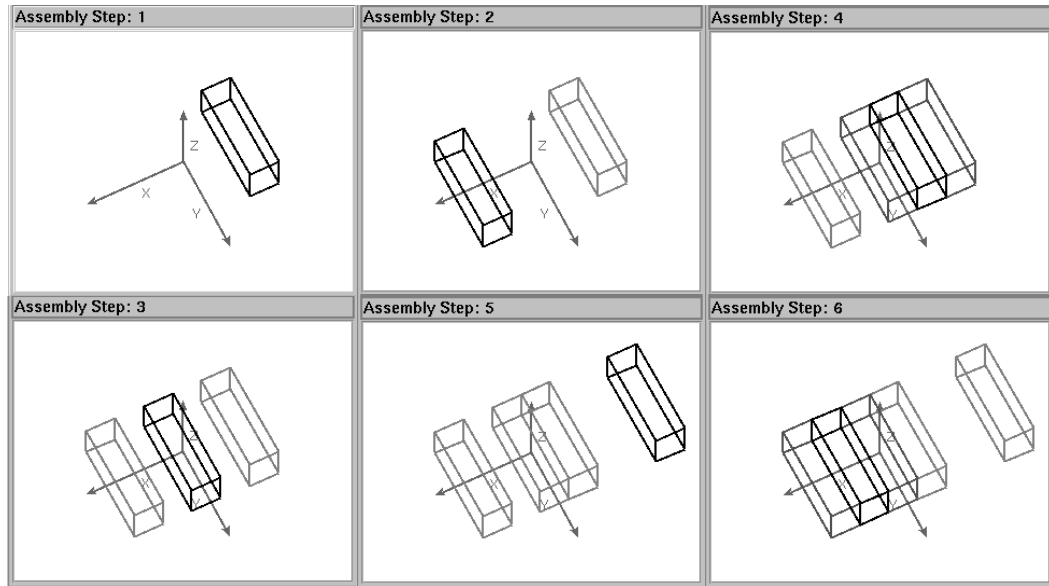 Assembly Step: 1
Z
X
Y
Assembly Step: 2
Z
X
Y
Assembly Step: 4
Z
X
Y
Assembly Step: 3
Z
X
Y
Assembly Step: 5
Z
X
Y
Assembly Step: 6
Z
X
Y